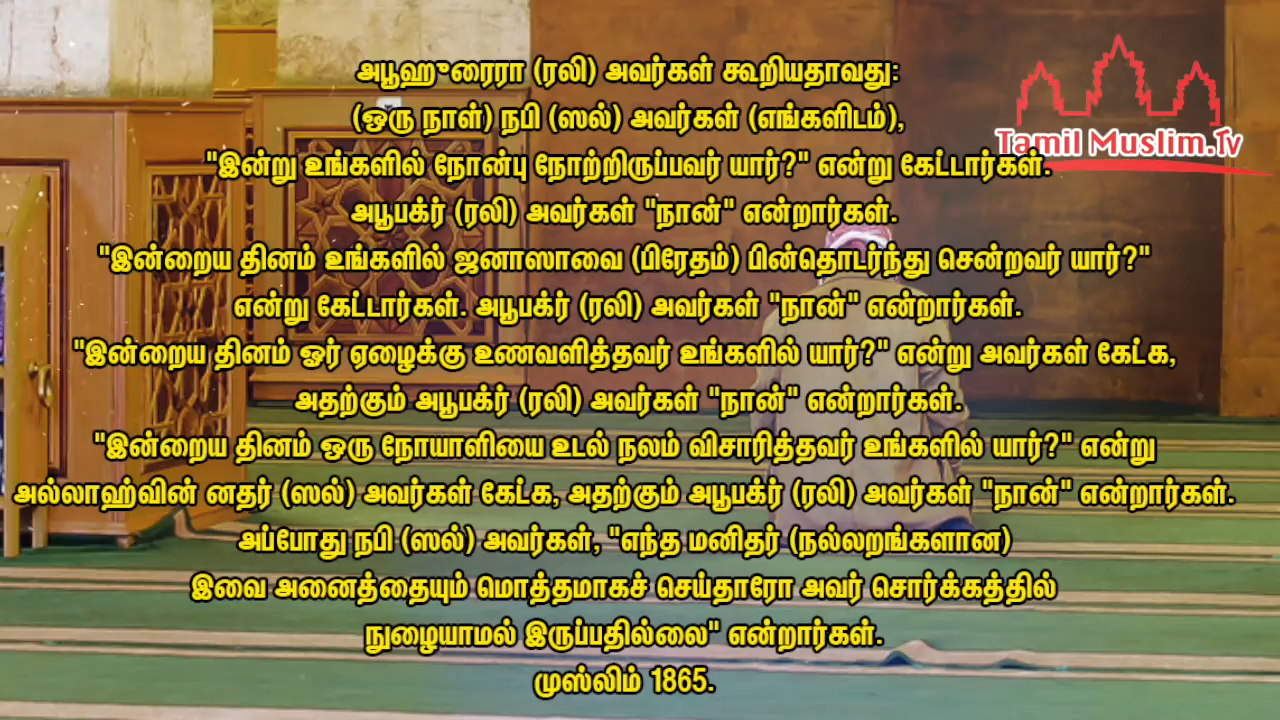 அபூஹுரைரா (ரலி) அவர்கள் கூறியதாவது:
(ஒரு நாள்) நபி (ஸல்) அவர்கள் (எங்களிடம்),
"இன்று உங்களில் நோன்பு நோற்றிருப்பவர் யார்?" என்று கேட்டார்கள்.
அபூபக்ர் (ரலி) அவர்கள் "நான்" என்றார்கள்.
"இன்றைய தினம் உங்களில் ஜனாஸாவை (பிரேதம்) பின்தொடர்ந்து சென்றவர் யார்?"
என்று கேட்டார்கள். அபூபக்ர் (ரலி) அவர்கள் "நான்" என்றார்கள்.
"இன்றைய தினம் ஓர் ஏழைக்கு உணவளித்தவர் உங்களில் யார்?" என்று அவர்கள் கேட்க,
அதற்கும் அபூபக்ர் (ரலி) அவர்கள் "நான்" என்றார்கள்.
"இன்றைய தினம் ஒரு நோயாளியை உடல் நலம் விசாரித்தவர் உங்களில் யார்?" என்று
அல்லாஹ்வின் னதர் (ஸல்) அவர்கள் கேட்க, அதற்கும் அபூபக்ர் (ரலி) அவர்கள் "நான்" என்றார்கள்.
அப்போது நபி (ஸல்) அவர்கள், "எந்த மனிதர் (நல்லறங்களான)
இவை அனைத்தையும் மொத்தமாகச் செய்தாரோ அவர் சொர்க்கத்தில்
நுழையாமல் இருப்பதில்லை" என்றார்கள்.
முஸ்லிம் 1865.
Tamil Muslim.Tv